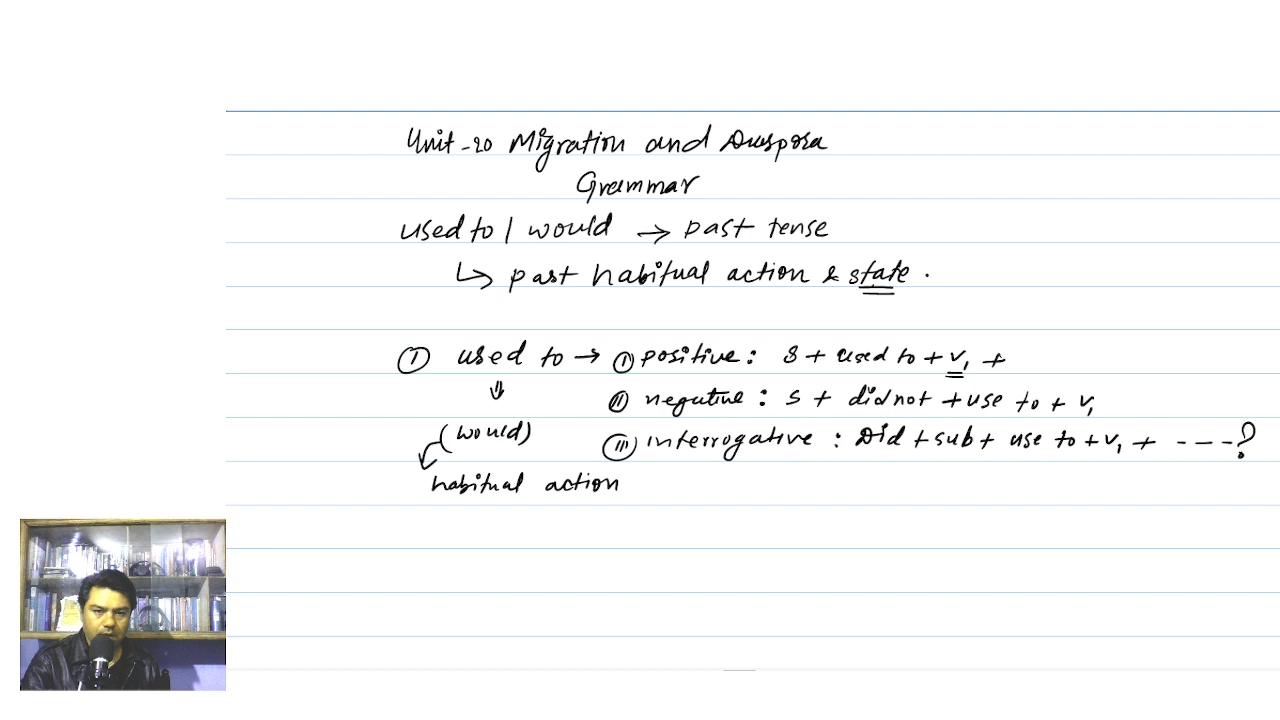 Unit-20 Migration and Diaspora
Grammar
used to / would → past tense
↳ past habitual action & state.
① used to → ① positive: S + used to + v₁ +
⇓
② negative: S + did not + use to + v₁
(would)
③ interrogative: Did + sub + use to + v₁ + ----?
habitual action